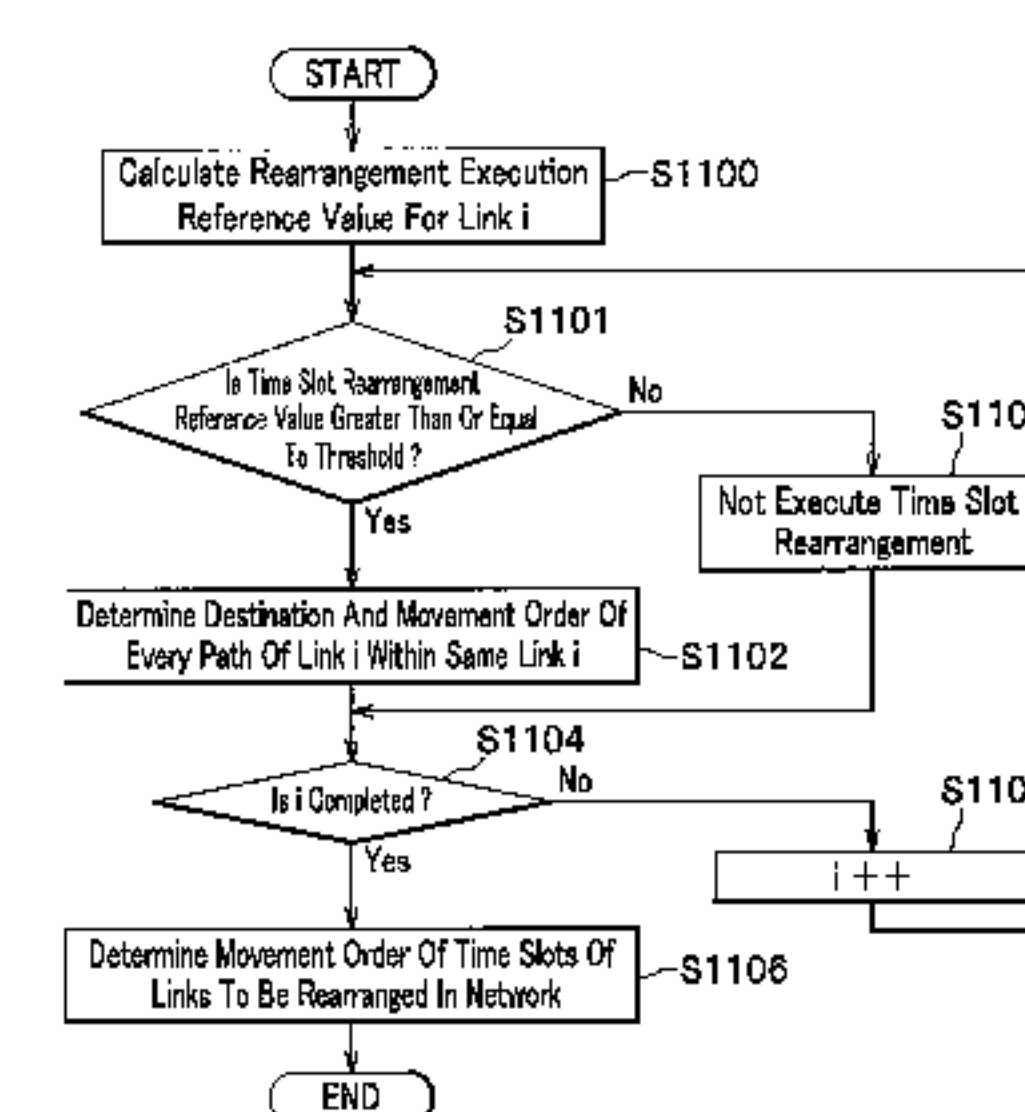 START
Calculate Rearrangement Execution
Reference Value For Link i
S1100
S1101
Is Time Slot Rearrangement
Reference Value Greater Than Or Equal
To Threshold ?
No
Yes
S110
Not Execute Time Slot
Rearrangement
Determine Destination And Movement Order Of
Every Path Of Link i Within Same Link i
S1102
S1104
Is i Completed ?
No
Yes
S110
i ++
Determine Movement Order Of Time Slots Of
Links To Be Rearranged In Network
S1106
END